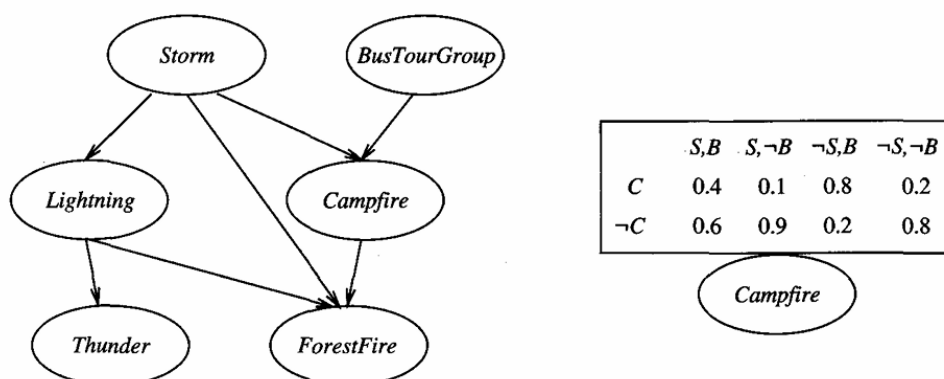 Storm
BusTourGroup
Lightning
Campfire
Thunder
ForestFire
S,B S,¬B ¬S,B ¬S,¬B
C 0.4 0.1 0.8 0.2
¬C 0.6 0.9 0.2 0.8
Campfire